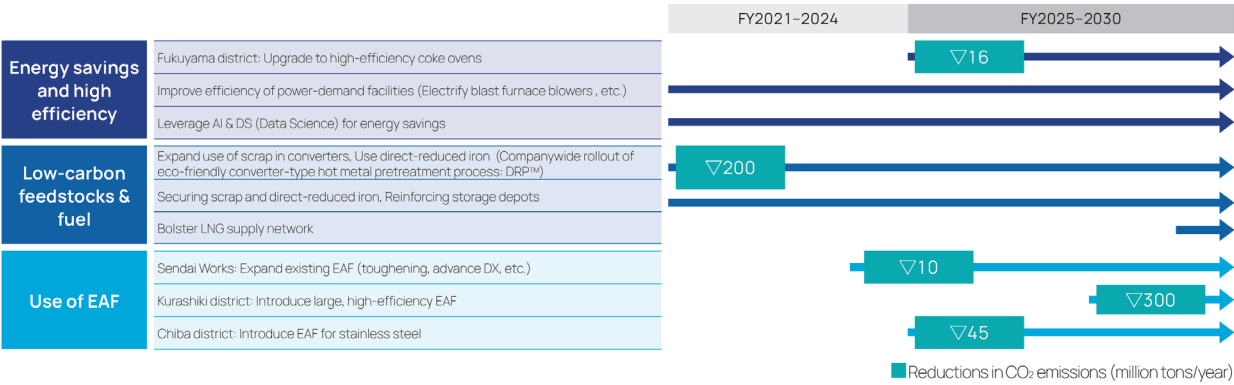 FY2021–2024
FY2025–2030
Energy savings
and high
efficiency
Fukuyama district: Upgrade to high-efficiency coke ovens
▽16
Improve efficiency of power-demand facilities (Electrify blast furnace blowers , etc.)
Leverage AI & DS (Data Science) for energy savings
Low-carbon
feedstocks &
fuel
Expand use of scrap in converters, Use direct-reduced iron (Companywide rollout of
eco-friendly converter-type hot metal pretreatment process: DRP™)
▽200
Securing scrap and direct-reduced iron, Reinforcing storage depots
Bolster LNG supply network
Use of EAF
Sendai Works: Expand existing EAF (toughening, advance DX, etc.)
▽10
Kurashiki district: Introduce large, high-efficiency EAF
▽300
Chiba district: Introduce EAF for stainless steel
▽45
Reductions in CO₂ emissions (million tons/year)